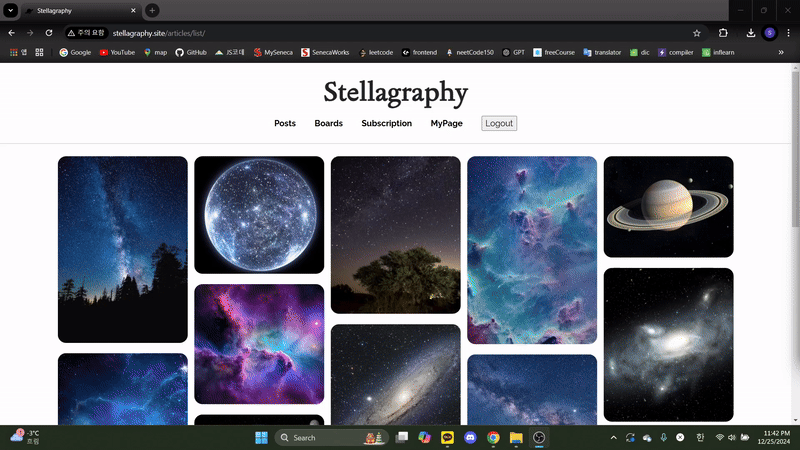 Stellagraphy
주의 요함 stellagraphy.site/articles/list/
앱 Google YouTube map GitHub JS코테 MySeneca SenecaWorks leetcode frontend neetCode150 GPT freeCourse translator dic compiler inflearn
Stellagraphy
Posts Boards Subscription MyPage Logout
-3°C
흐림
Search
한
11:42 PM
12/25/2024